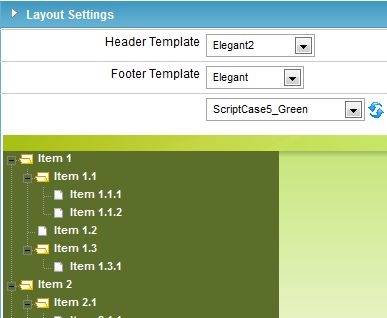 Layout Settings
Header Template Elegant2
Footer Template Elegant
ScriptCase5_Green
Item 1
Item 1.1
Item 1.1.1
Item 1.1.2
Item 1.2
Item 1.3
Item 1.3.1
Item 2
Item 2.1